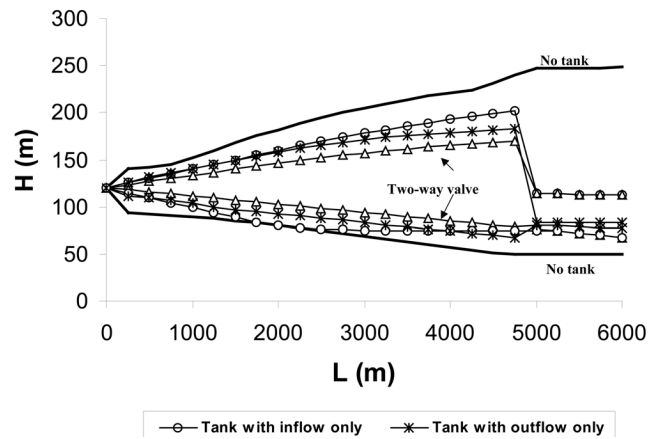 300
250
200
150
100
50
0
H (m)
No tank
Two-way valve
No tank
0 1000 2000 3000 4000 5000 6000
L (m)
Tank with inflow only Tank with outflow only